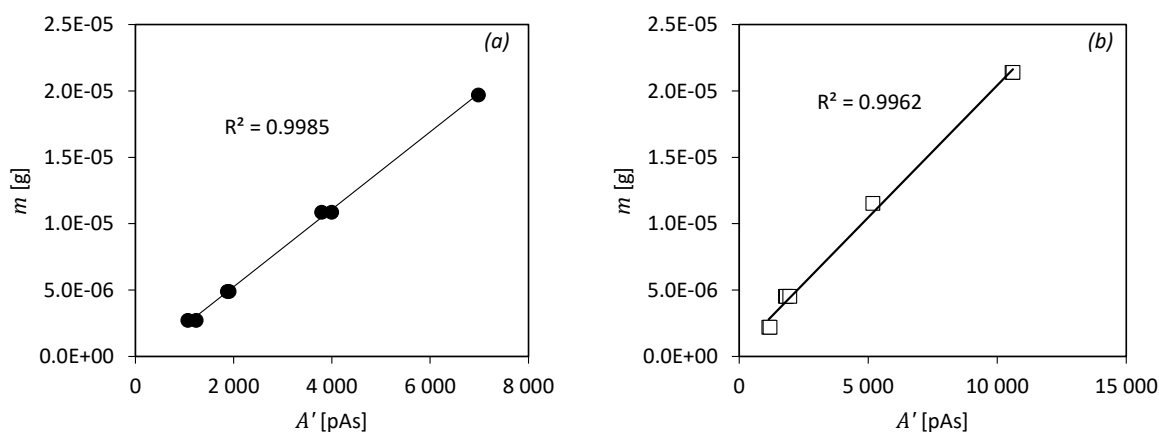 2.5E-05
(a)
2.0E-05
R² = 0.9985
1.5E-05
m [g]
1.0E-05
5.0E-06
0.0E+00
0 2 000 4 000 6 000 8 000
A′ [pAs]
2.5E-05
(b)
2.0E-05
R² = 0.9962
1.5E-05
m [g]
1.0E-05
5.0E-06
0.0E+00
0 5 000 10 000 15 000
A′ [pAs]